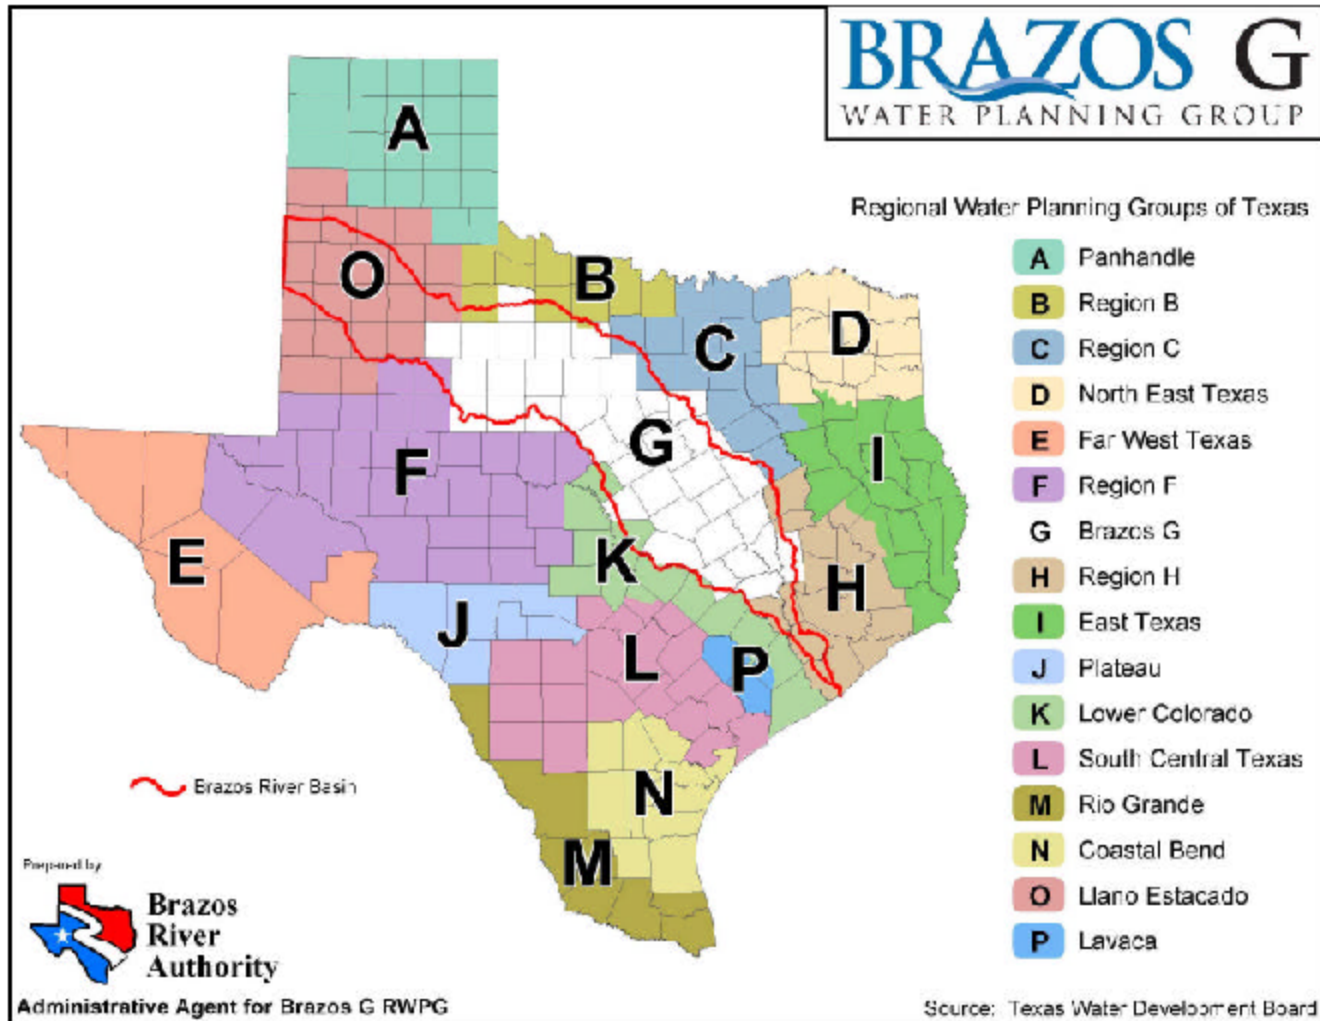 BRAZOS G
WATER PLANNING GROUP
Regional Water Planning Groups of Texas
A Panhandle
B Region B
C Region C
D North East Texas
E Far West Texas
F Region F
G Brazos G
H Region H
I East Texas
J Plateau
K Lower Colorado
L South Central Texas
M Rio Grande
N Coastal Bend
O Llano Estacado
P Lavaca
A
B
O
C
D
G
I
F
E
K
H
J
L
P
N
M
Brazos River Basin
Prepared by
Brazos
River
Authority
Administrative Agent for Brazos G RWPG
Source: Texas Water Development Board